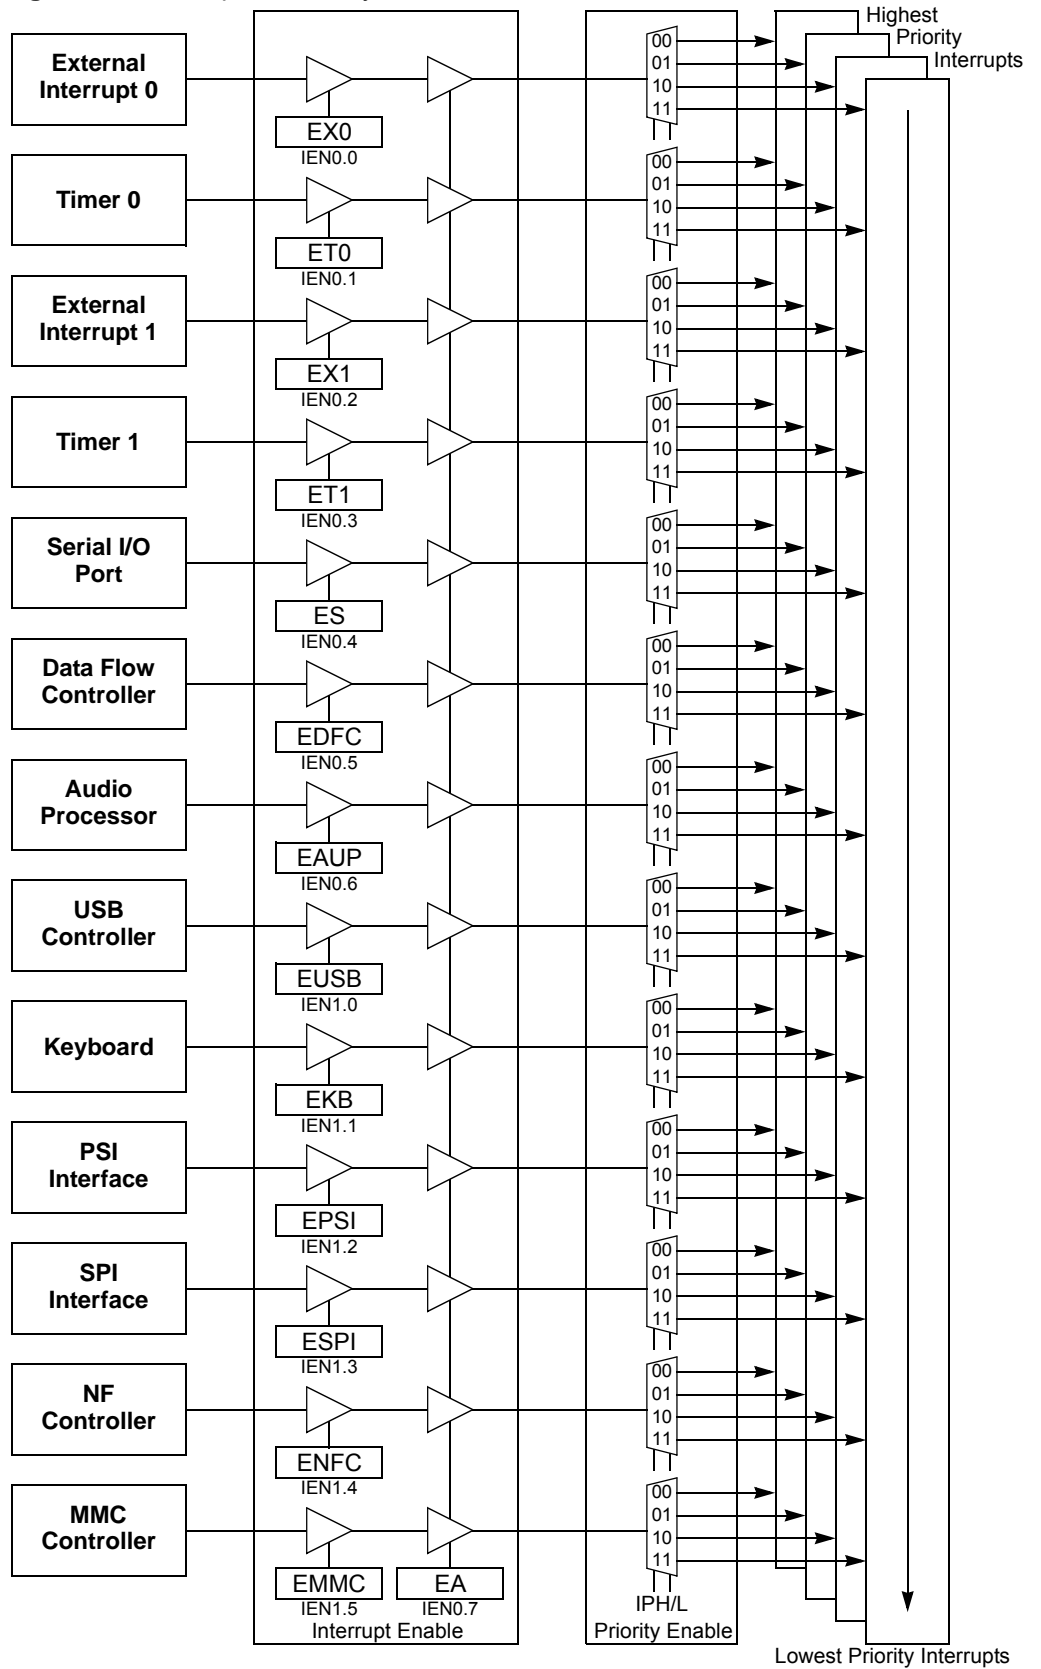 Highest
Priority
Interrupts
External
Interrupt 0
EX0
IEN0.0
00
01
10
11
Timer 0
ET0
IEN0.1
00
01
10
11
External
Interrupt 1
EX1
IEN0.2
00
01
10
11
Timer 1
ET1
IEN0.3
00
01
10
11
Serial I/O
Port
ES
IEN0.4
00
01
10
11
Data Flow
Controller
EDFC
IEN0.5
00
01
10
11
Audio
Processor
EAUP
IEN0.6
00
01
10
11
USB
Controller
EUSB
IEN1.0
00
01
10
11
Keyboard
EKB
IEN1.1
00
01
10
11
PSI
Interface
EPSI
IEN1.2
00
01
10
11
SPI
Interface
ESPI
IEN1.3
00
01
10
11
NF
Controller
ENFC
IEN1.4
00
01
10
11
MMC
Controller
EMMC
IEN1.5
EA
IEN0.7
00
01
10
11
Interrupt Enable
IPH/L
Priority Enable
Lowest Priority Interrupts